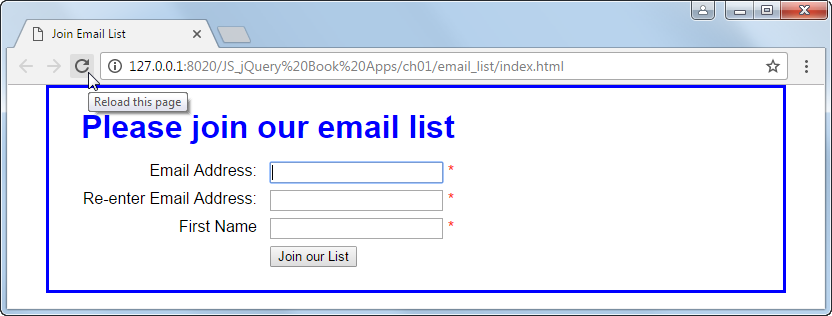 Join Email List
127.0.0.1:8020/JS_jQuery%20Book%20Apps/ch01/email_list/index.html
Reload this page
Please join our email list
Email Address: *
Re-enter Email Address: *
First Name *
Join our List